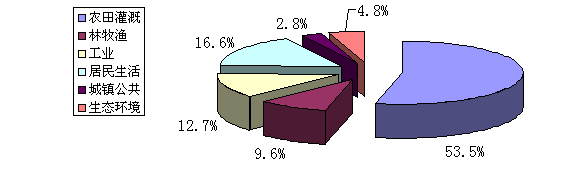 农田灌溉
林牧渔
工业
居民生活
城镇公共
生态环境
4.8%
2.8%
16.6%
12.7%
9.6%
53.5%